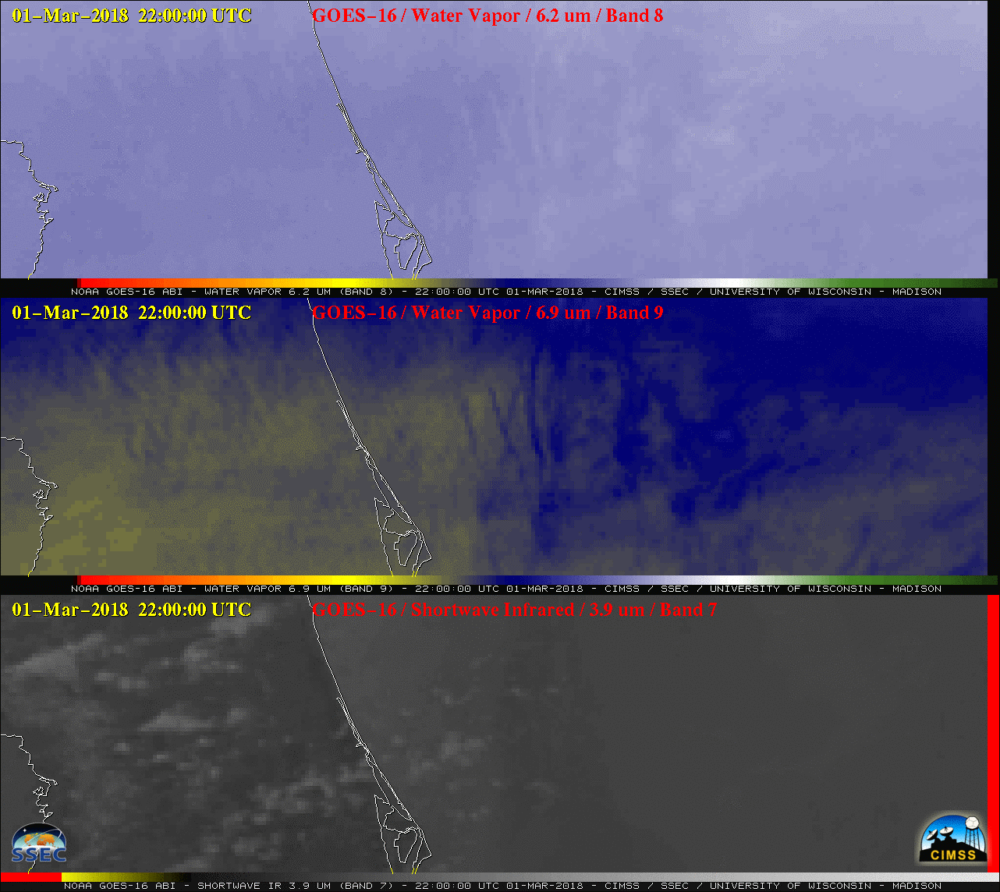 01-Mar-2018 22:00:00 UTC GOES-16 / Water Vapor / 6.2 um / Band 8
NOAA GOES-16 ABI - WATER VAPOR 6.2 UM (BAND 8) - 22:00:00 UTC 01-MAR-2018 - CIMSS / SSEC / UNIVERSITY OF WISCONSIN - MADISON
01-Mar-2018 22:00:00 UTC GOES-16 / Water Vapor / 6.9 um / Band 9
NOAA GOES-16 ABI - WATER VAPOR 6.9 UM (BAND 9) - 22:00:00 UTC 01-MAR-2018 - CIMSS / SSEC / UNIVERSITY OF WISCONSIN - MADISON
01-Mar-2018 22:00:00 UTC GOES-16 / Shortwave Infrared / 3.9 um / Band 7
SSEC
CIMSS
NOAA GOES-16 ABI - SHORTWAVE IR 3.9 UM (BAND 7) - 22:00:00 UTC 01-MAR-2018 - CIMSS / SSEC / UNIVERSITY OF WISCONSIN - MADISON